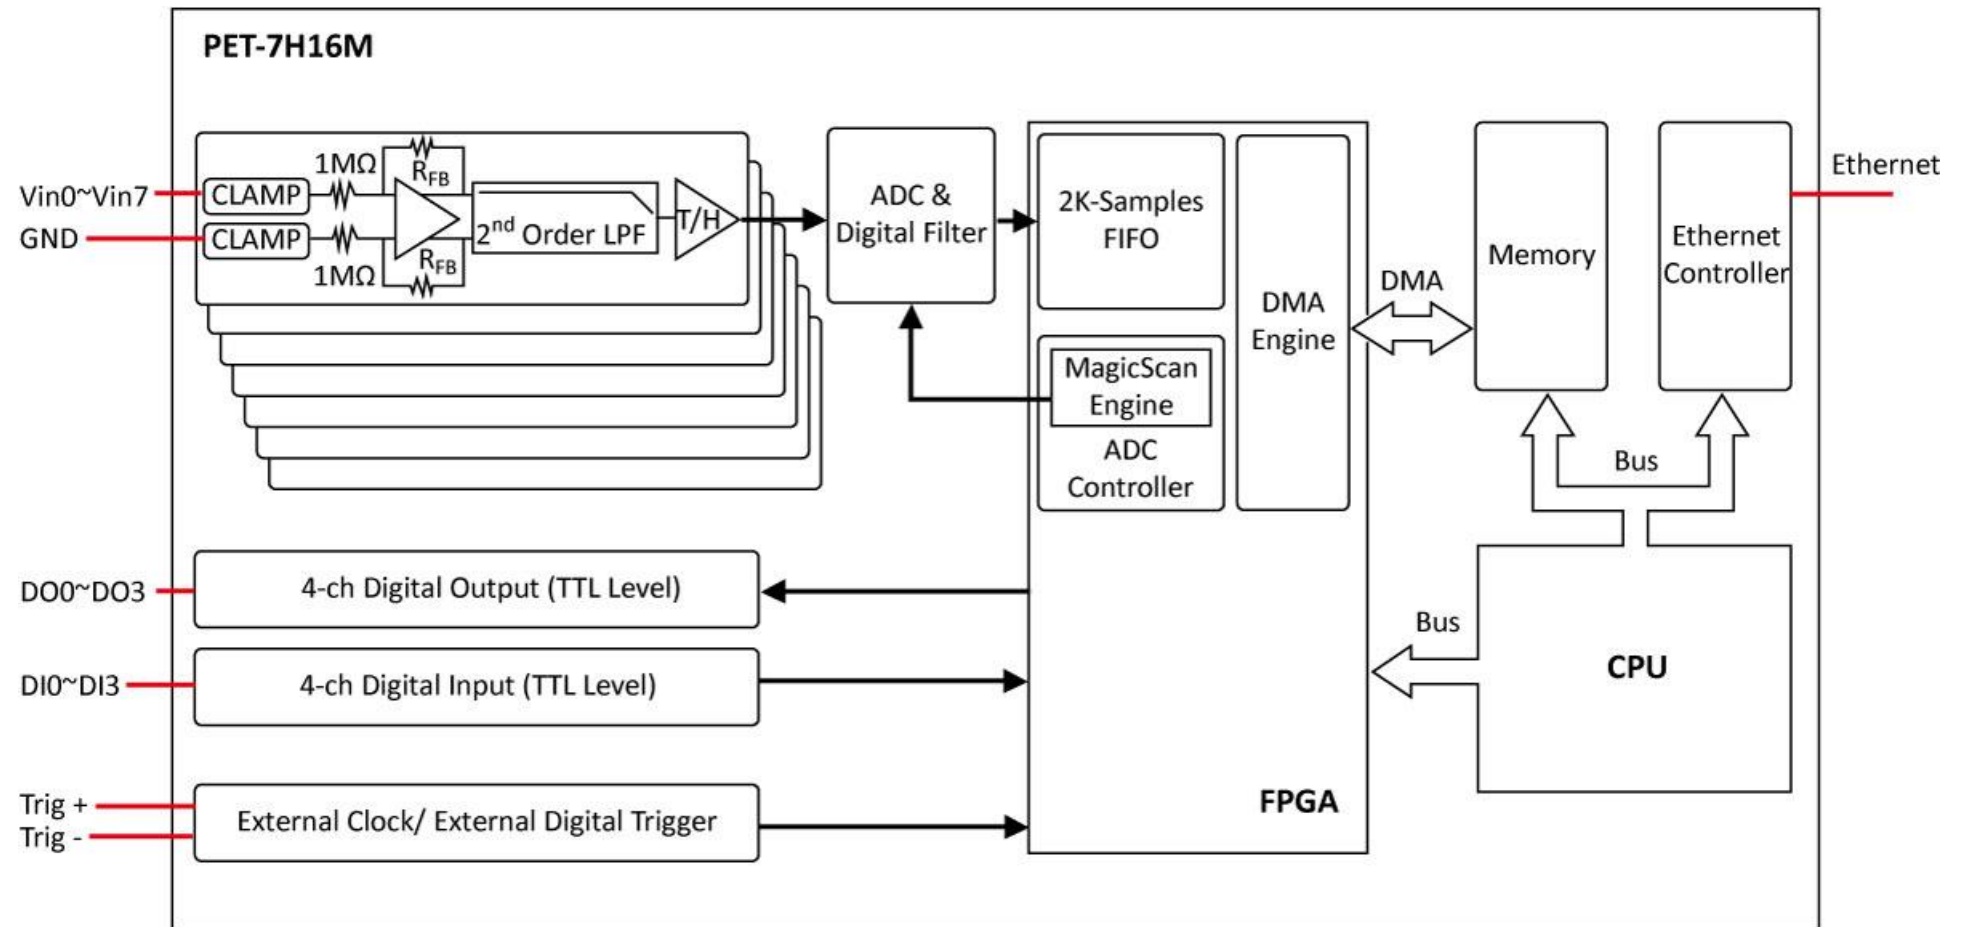 PET-7H16M
Vin0~Vin7
GND
CLAMP
CLAMP
1MΩ
1MΩ
RFB
RFB
2nd Order LPF
T/H
ADC &
Digital Filter
2K-Samples
FIFO
MagicScan
Engine
ADC
Controller
DMA
Engine
DMA
Memory
Ethernet
Controller
Ethernet
Bus
DO0~DO3
4-ch Digital Output (TTL Level)
DI0~DI3
4-ch Digital Input (TTL Level)
Bus
CPU
Trig +
Trig -
External Clock/ External Digital Trigger
FPGA